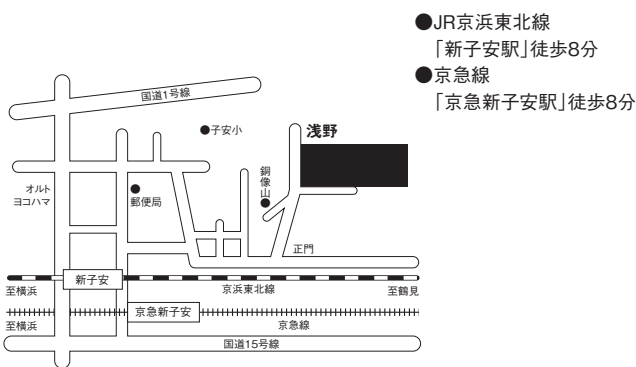 ●JR京浜東北線
「新子安駅」徒歩8分
●京急線
「京急新子安駅」徒歩8分
国道1号線
●子安小
浅野
銅像山●
オルト
ヨコハマ
●
郵便局
正門
新子安
至横浜
京浜東北線
至鶴見
京急新子安
至横浜
京急線
国道15号線